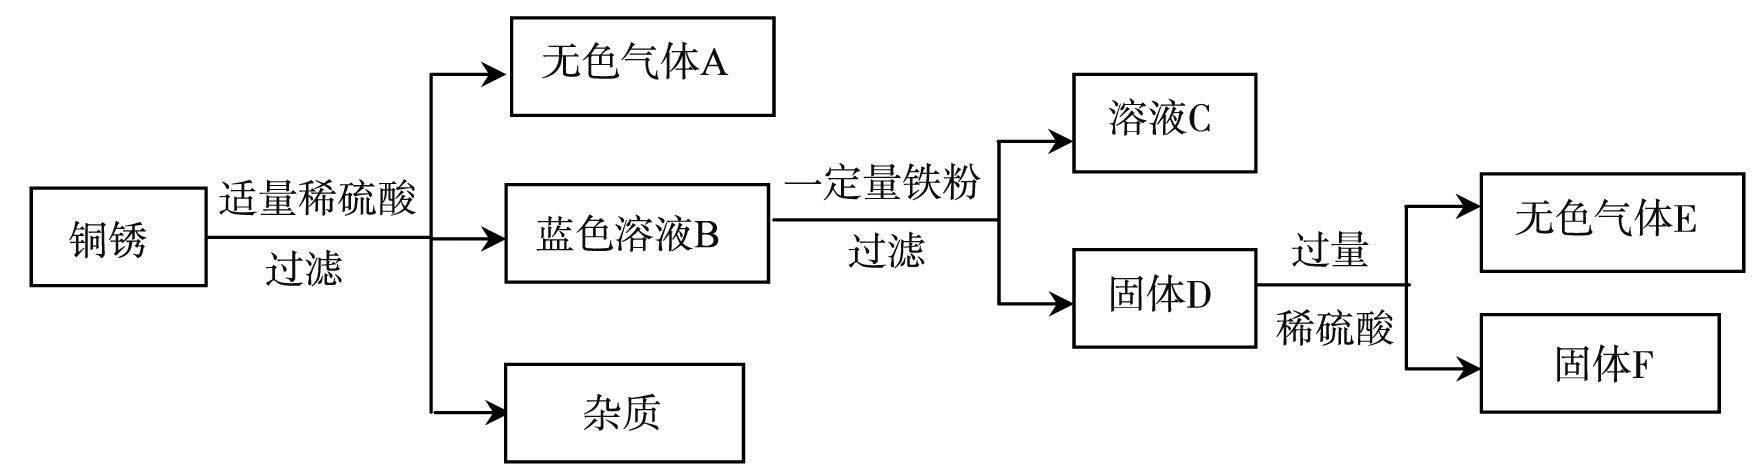 铜锈
适量稀硫酸
过滤
无色气体A
蓝色溶液B
杂质
一定量铁粉
过滤
溶液C
固体D
过量
稀硫酸
无色气体E
固体F